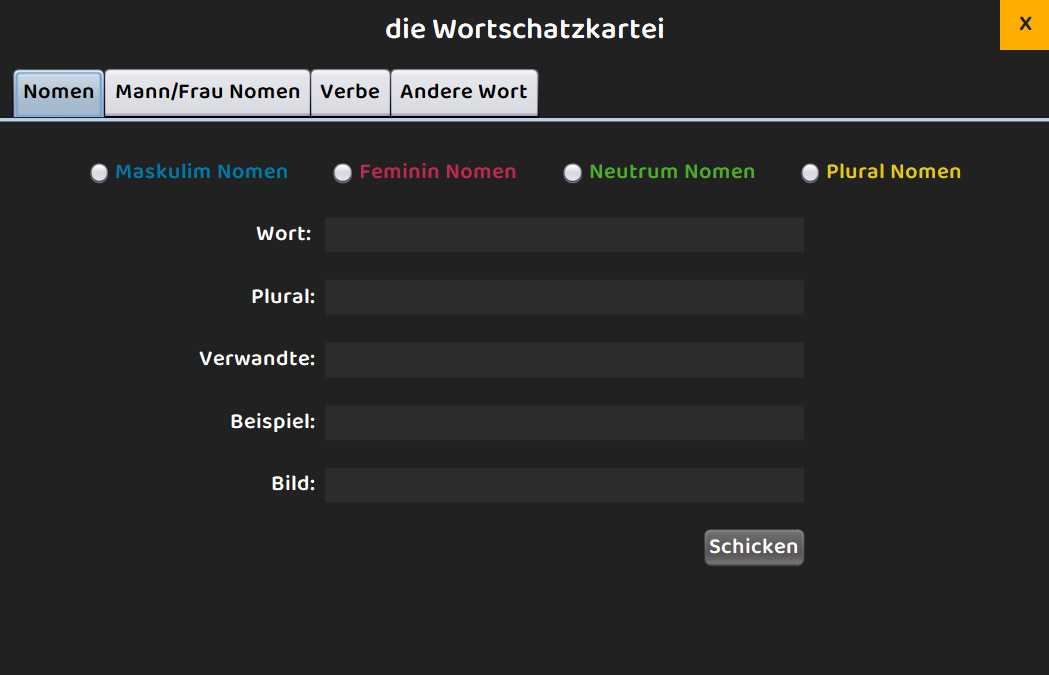 die Wortschatzkartei
X
Nomen Mann/Frau Nomen Verbe Andere Wort
Maskulim Nomen Feminin Nomen Neutrum Nomen Plural Nomen
Wort:
Plural:
Verwandte:
Beispiel:
Bild:
Schicken